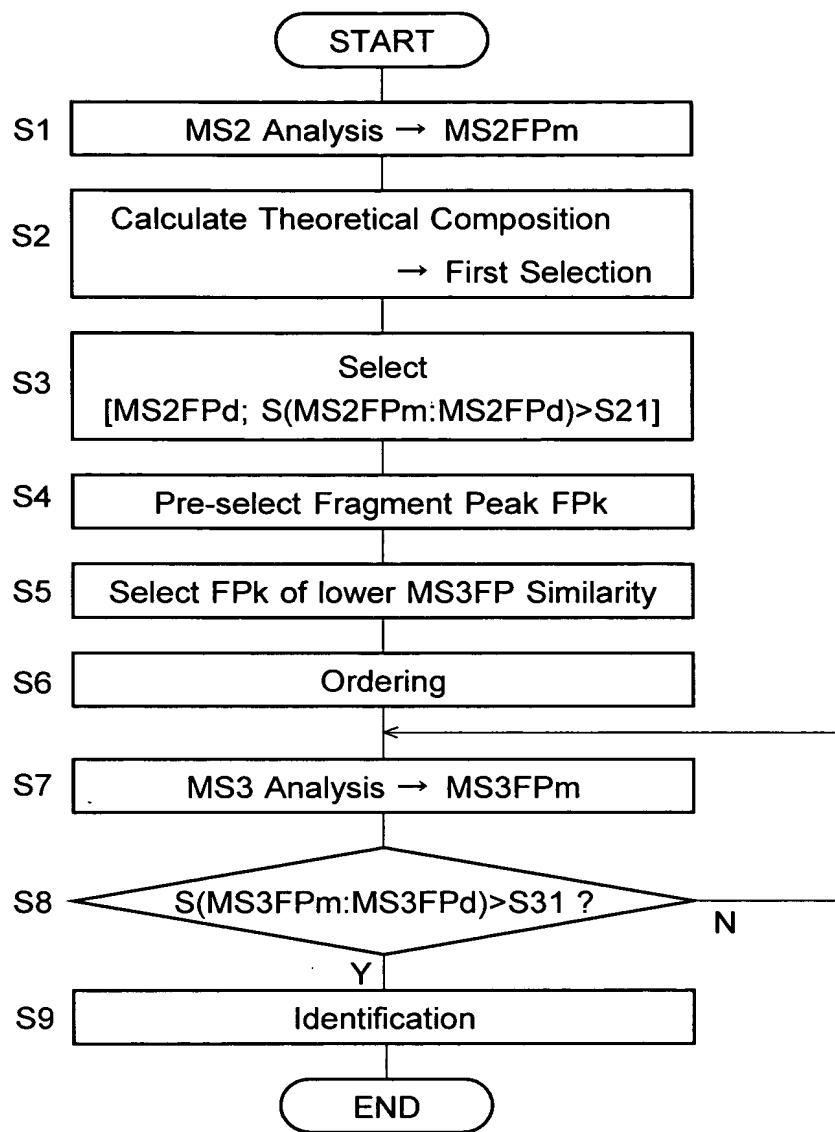 START
S1
MS2 Analysis → MS2FPm
S2
Calculate Theoretical Composition
→ First Selection
S3
Select
[MS2FPd; S(MS2FPm:MS2FPd)>S21]
S4
Pre-select Fragment Peak FPk
S5
Select FPk of lower MS3FP Similarity
S6
Ordering
S7
MS3 Analysis → MS3FPm
S8
S(MS3FPm:MS3FPd)>S31 ?
N
Y
S9
Identification
END